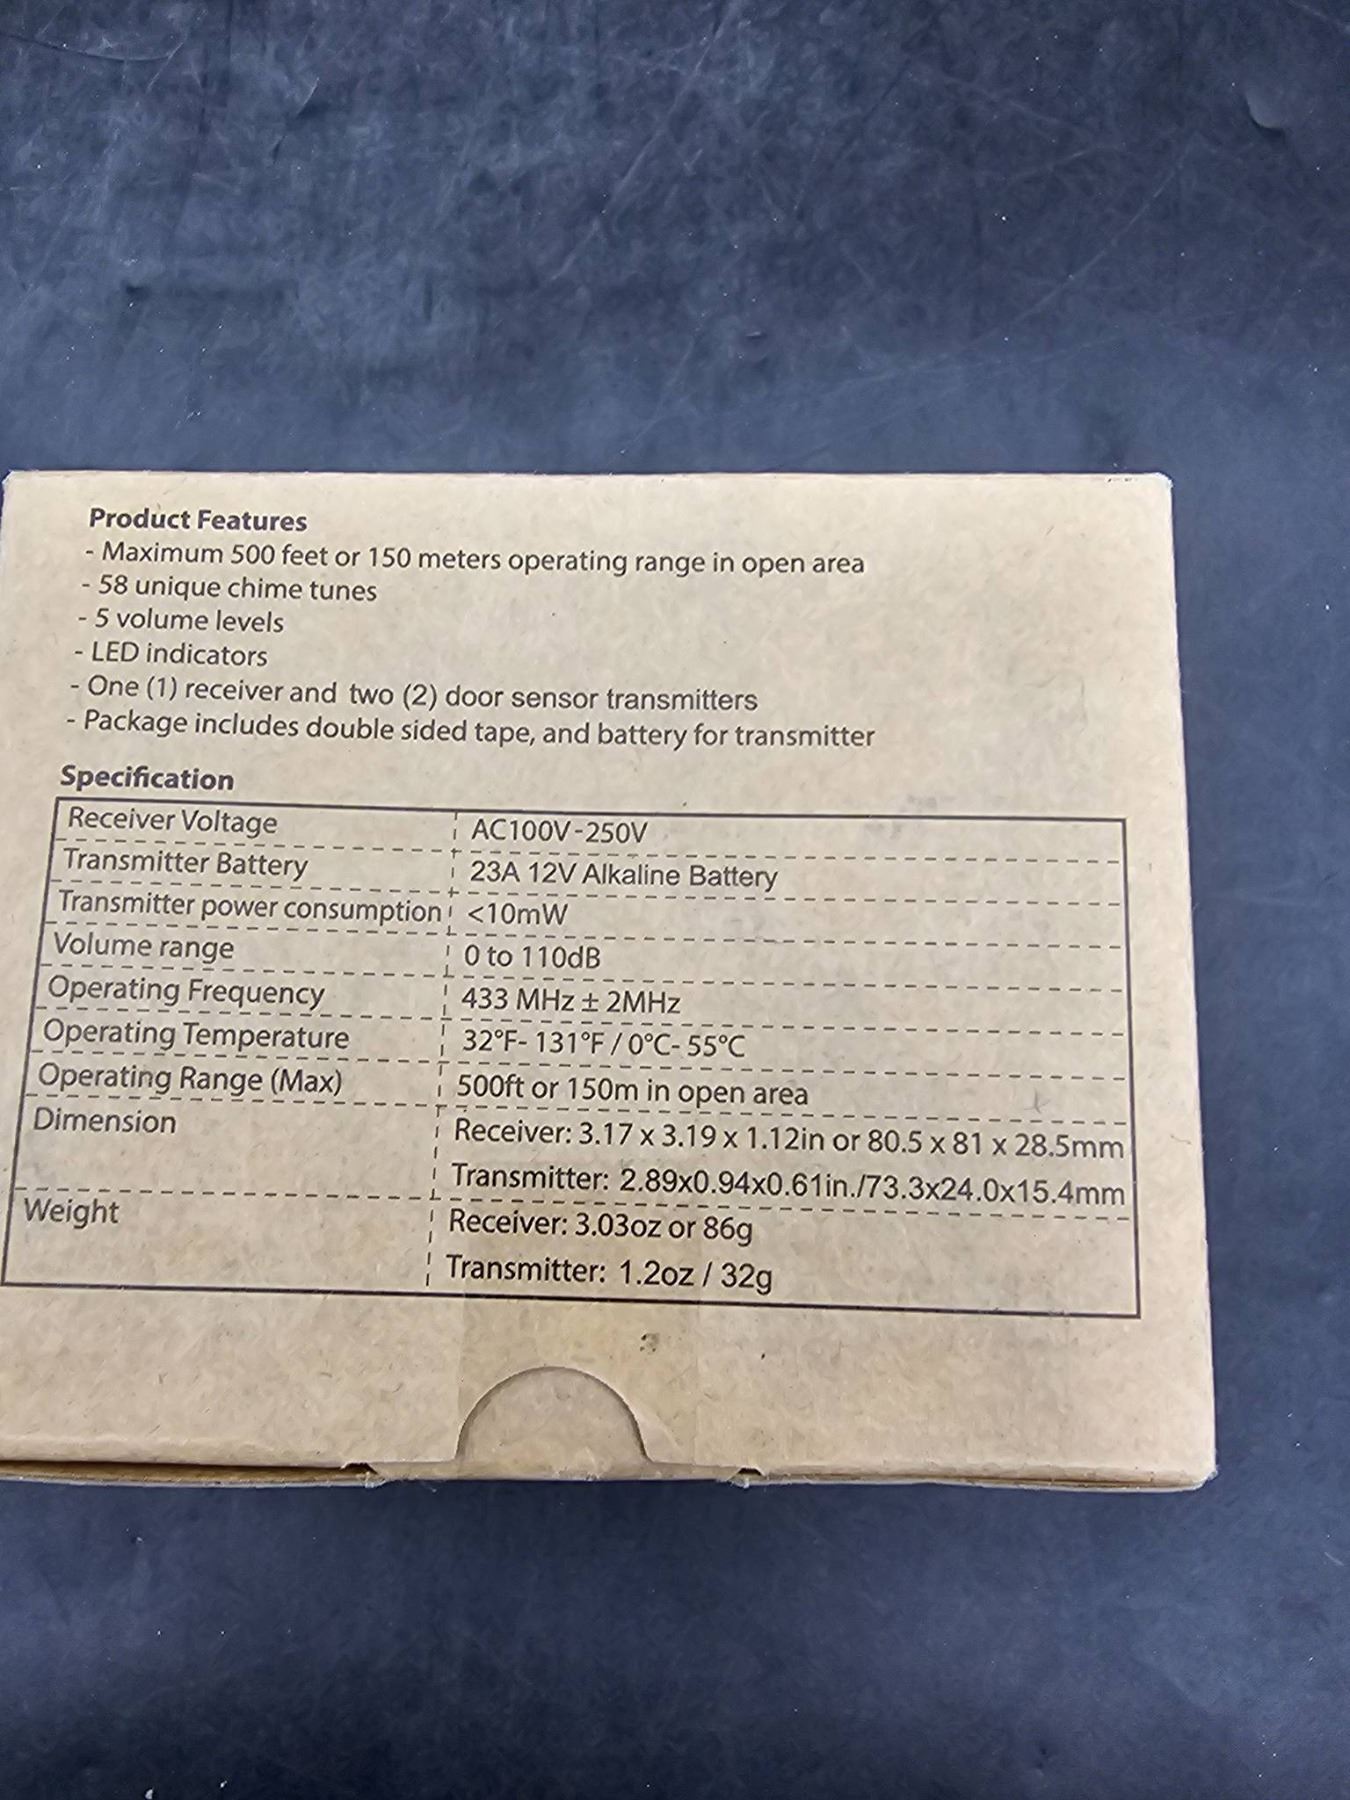 Product Features
- Maximum 500 feet or 150 meters operating range in open area
- 58 unique chime tunes
- 5 volume levels
- LED indicators
- One (1) receiver and two (2) door sensor transmitters
- Package includes double sided tape, and battery for transmitter
Specification
Receiver Voltage AC100V-250V
Transmitter Battery 23A 12V Alkaline Battery
Transmitter power consumption <10mW
Volume range 0 to 110dB
Operating Frequency 433 MHz ± 2MHz
Operating Temperature 32°F- 131°F / 0°C- 55°C
Operating Range (Max) 500ft or 150m in open area
Dimension Receiver: 3.17 x 3.19 x 1.12in or 80.5 x 81 x 28.5mm
Transmitter: 2.89x0.94x0.61in./73.3x24.0x15.4mm
Weight Receiver: 3.03oz or 86g
Transmitter: 1.2oz / 32g